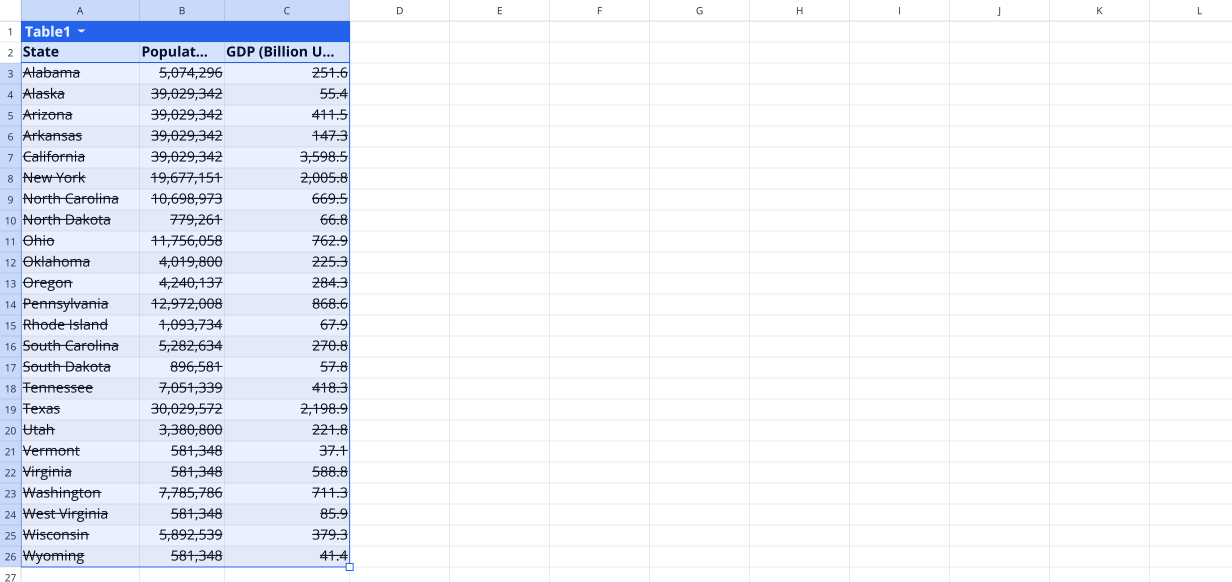 A B C D E F G H I J K L
1 Table1
2 State Populat... GDP (Billion U...
3 Alabama 5,074,296 251.6
4 Alaska 39,029,342 55.4
5 Arizona 39,029,342 411.5
6 Arkansas 39,029,342 147.3
7 California 39,029,342 3,598.5
8 New York 19,677,151 2,005.8
9 North Carolina 10,698,973 669.5
10 North Dakota 779,261 66.8
11 Ohio 11,756,058 762.9
12 Oklahoma 4,019,800 225.3
13 Oregon 4,240,137 284.3
14 Pennsylvania 12,972,008 868.6
15 Rhode Island 1,093,734 67.9
16 South Carolina 5,282,634 270.8
17 South Dakota 896,581 57.8
18 Tennessee 7,051,339 418.3
19 Texas 30,029,572 2,198.9
20 Utah 3,380,800 221.8
21 Vermont 581,348 37.1
22 Virginia 581,348 588.8
23 Washington 7,785,786 711.3
24 West Virginia 581,348 85.9
25 Wisconsin 5,892,539 379.3
26 Wyoming 581,348 41.4
27